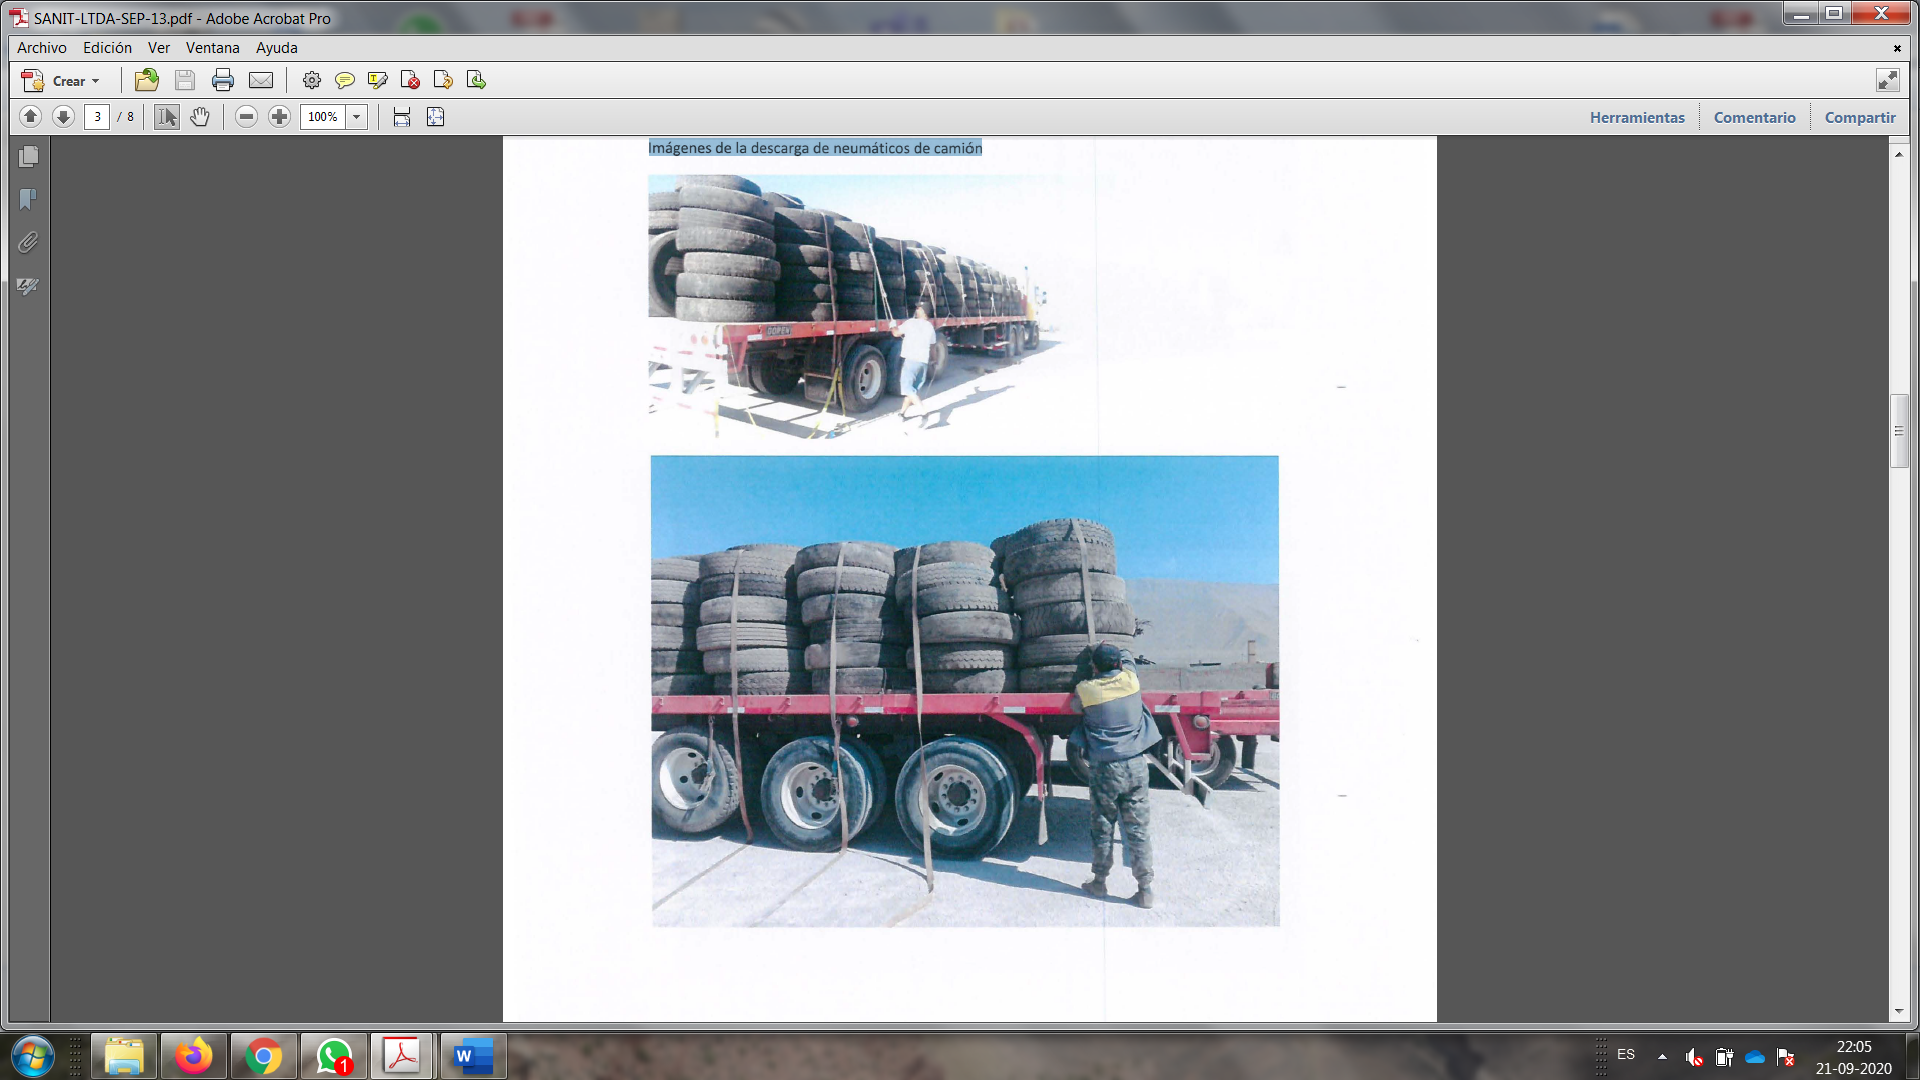 SANIT-LTDA-SEP-13.pdf - Adobe Acrobat Pro
Archivo Edición Ver Ventana Ayuda
Crear
3 / 8 100% Herramientas Comentario Compartir
Imágenes de la descarga de neumáticos de camión
1
W
ES
22:05
21-09-2020